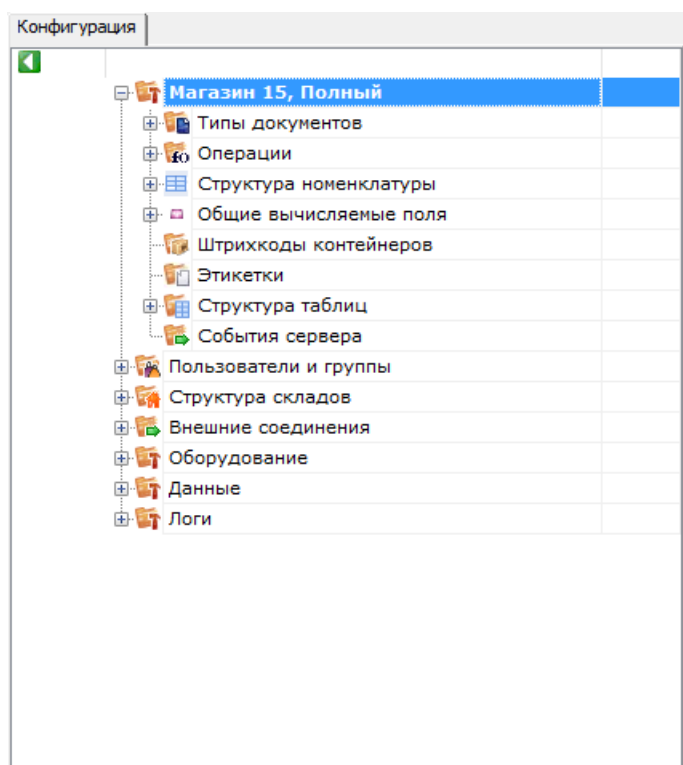 Конфигурация
Магазин 15, Полный
Типы документов
Операции
Структура номенклатуры
Общие вычисляемые поля
Штрихкоды контейнеров
Этикетки
Структура таблиц
События сервера
Пользователи и группы
Структура складов
Внешние соединения
Оборудование
Данные
Логи